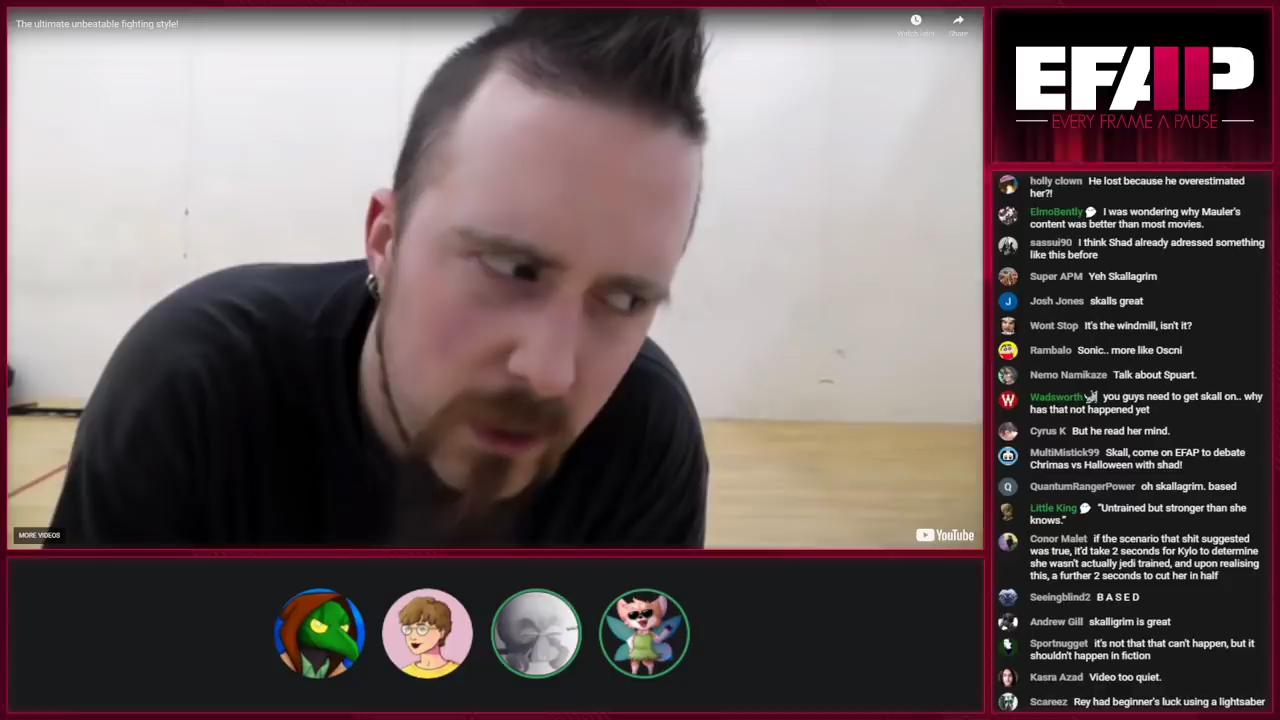 The ultimate unbeatable fighting style!
Watch later
Share
MORE VIDEOS
YouTube
EFAP
EVERY FRAME A PAUSE
holly clown He lost because he overestimated
her?!
ElmoBently I was wondering why Mauler's
content was better than most movies.
sassui90 I think Shad already adressed something
like this before
Super APM Yeh Skallagrim
J
Josh Jones skalls great
Wont Stop It's the windmill, isn't it?
Rambalo Sonic.. more like Oscni
Nemo Namikaze Talk about Spuart.
W
Wadsworth you guys need to get skall on.. why
has that not happened yet
Cyrus K But he read her mind.
MultiMistick99 Skall, come on EFAP to debate
Chrimas vs Halloween with shad!
Q
QuantumRangerPower oh skallagrim. based
Little King “Untrained but stronger than she
knows.”
Conor Malet if the scenario that shit suggested
was true, it'd take 2 seconds for Kylo to determine
she wasn't actually jedi trained, and upon realising
this, a further 2 seconds to cut her in half
Seeingblind2 B A S E D
Andrew Gill skalligrim is great
Sportnugget it's not that that can't happen, but it
shouldn't happen in fiction
Kasra Azad Video too quiet.
Scareez Rey had beginner's luck using a lightsaber